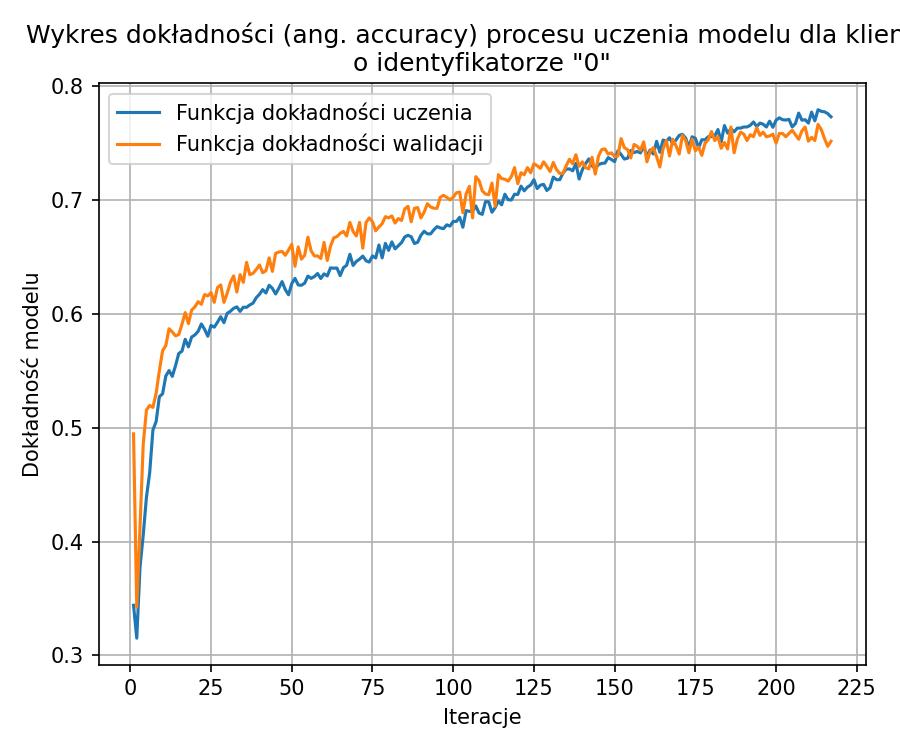 Wykres dokładności (ang. accuracy) procesu uczenia modelu dla
o identyfikatorze "0"
Funkcja dokładności uczenia
Funkcja dokładności walidacji
Dokładność modelu
0.8
0.7
0.6
0.5
0.4
0.3
0 25 50 75 100 125 150 175 200 225
Iteracje